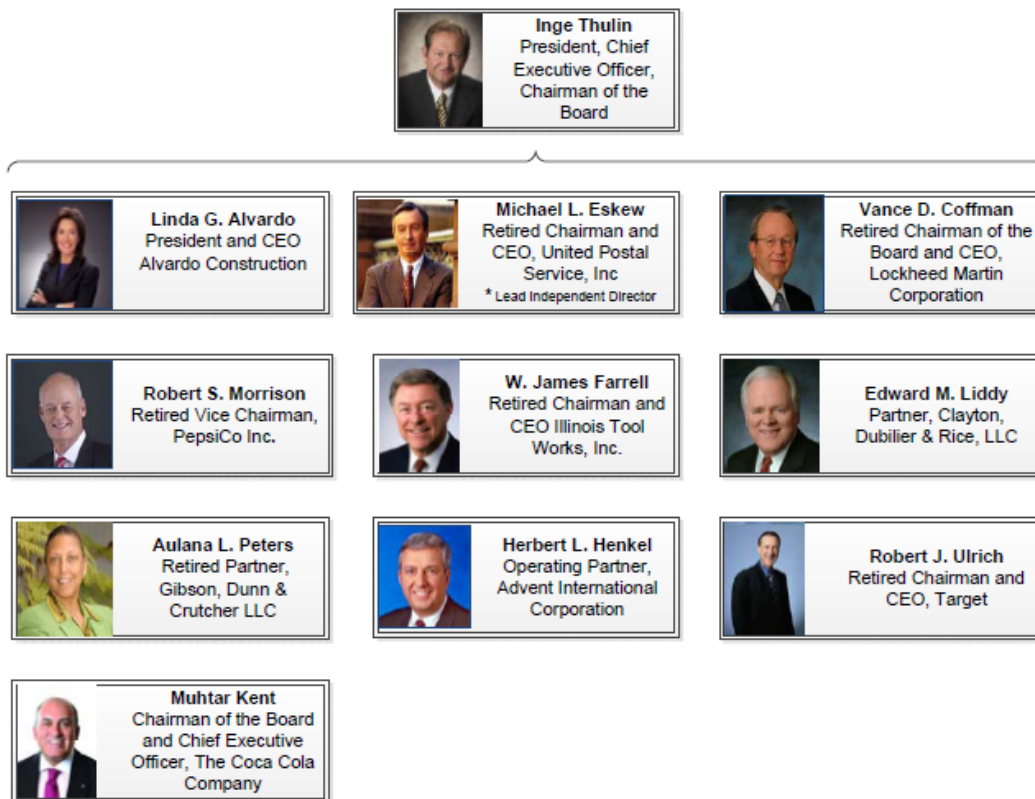 Inge Thulin
President, Chief
Executive Officer,
Chairman of the
Board
Linda G. Alvardo
President and CEO
Alvardo Construction
Michael L. Eskew
Retired Chairman and
CEO, United Postal
Service, Inc
* Lead Independent Director
Vance D. Coffman
Retired Chairman of the
Board and CEO,
Lockheed Martin
Corporation
Robert S. Morrison
Retired Vice Chairman,
PepsiCo Inc.
W. James Farrell
Retired Chairman and
CEO Illinois Tool
Works, Inc.
Edward M. Liddy
Partner, Clayton,
Dubilier & Rice, LLC
Aulana L. Peters
Retired Partner,
Gibson, Dunn &
Crutcher LLC
Herbert L. Henkel
Operating Partner,
Advent International
Corporation
Robert J. Ulrich
Retired Chairman and
CEO, Target
Muhtar Kent
Chairman of the Board
and Chief Executive
Officer, The Coca Cola
Company